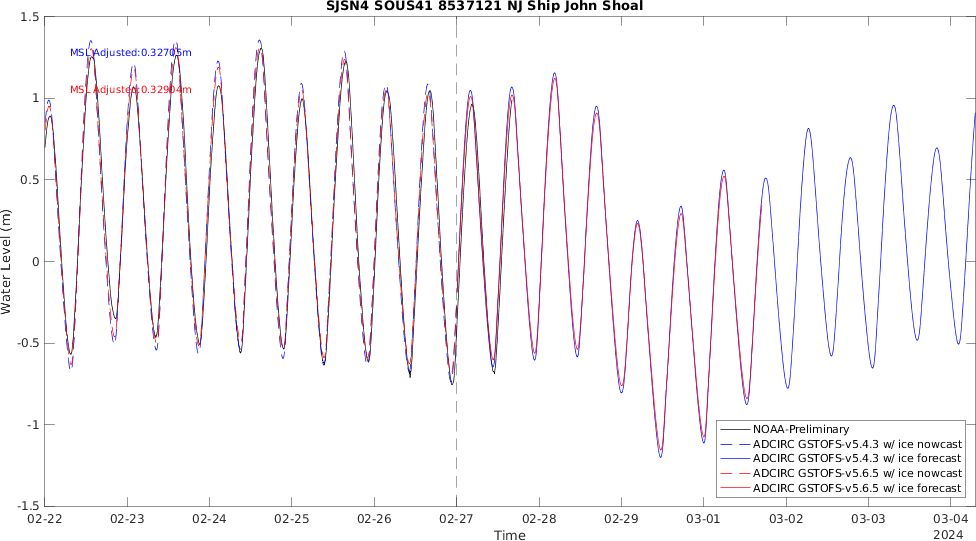 SJSN4 SOUS41 8537121 NJ Ship John Shoal
1.5
1
0.5
0
-0.5
-1
-1.5
Water Level (m)
MSL Adjusted:0.32705m
MSL Adjusted:0.32904m
NOAA-Preliminary
ADCIRC GSTOFS-v5.4.3 w/ ice nowcast
ADCIRC GSTOFS-v5.4.3 w/ ice forecast
ADCIRC GSTOFS-v5.6.5 w/ ice nowcast
ADCIRC GSTOFS-v5.6.5 w/ ice forecast
02-22 02-23 02-24 02-25 02-26 02-27 02-28 02-29 03-01 03-02 03-03 03-04
Time
2024